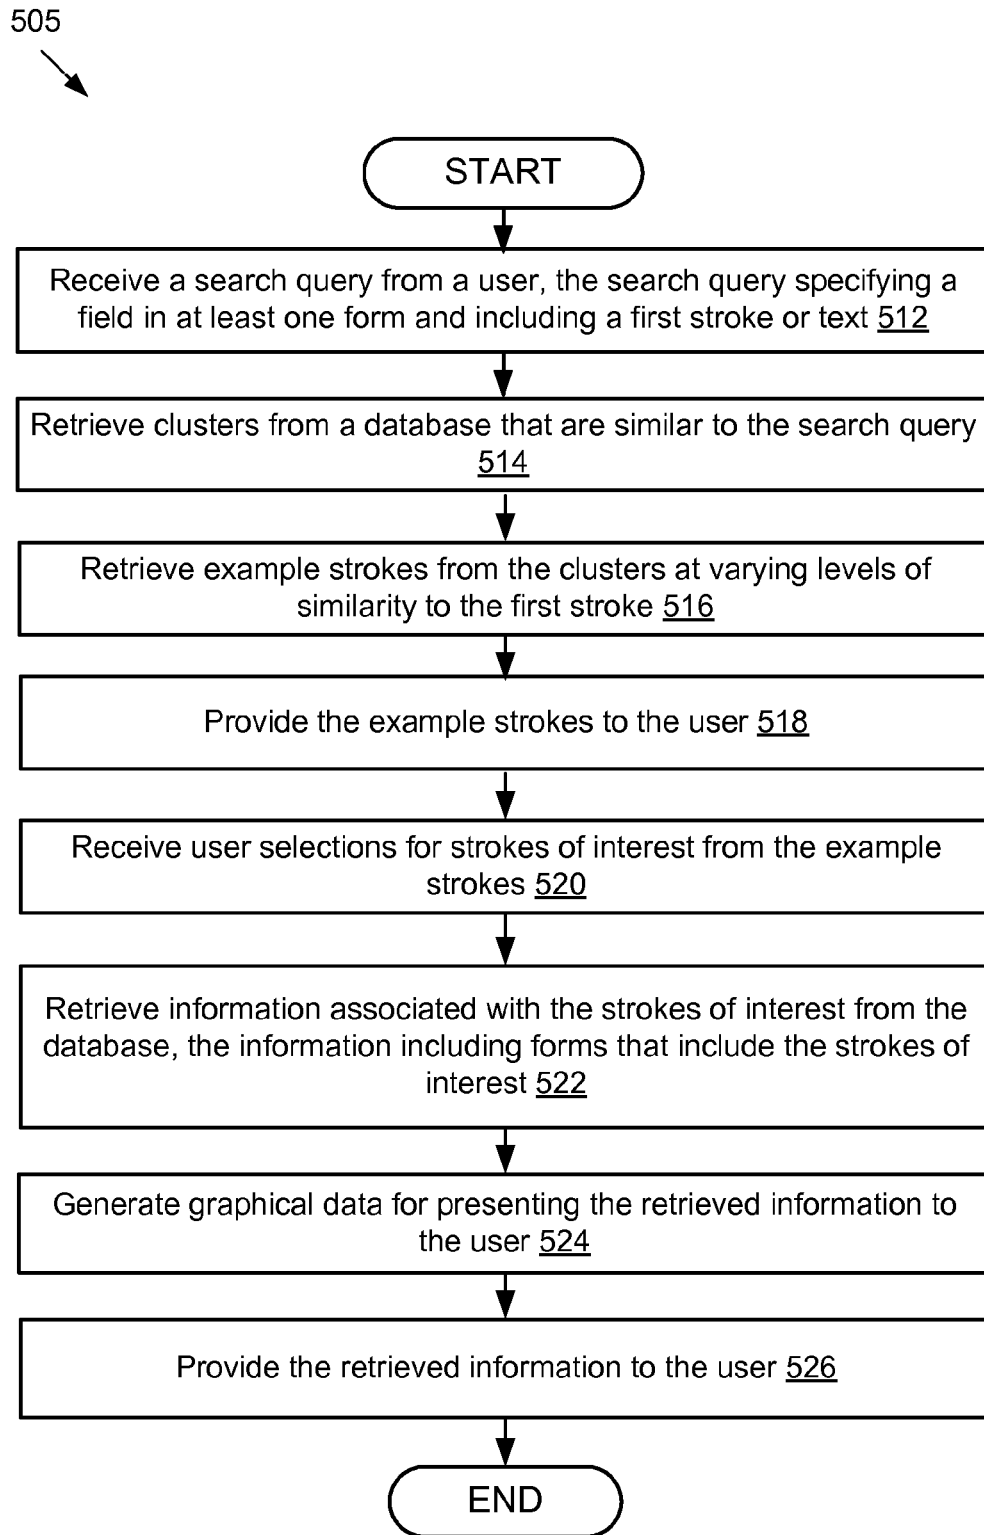 505
START
Receive a search query from a user, the search query specifying a
field in at least one form and including a first stroke or text 512
Retrieve clusters from a database that are similar to the search query
514
Retrieve example strokes from the clusters at varying levels of
similarity to the first stroke 516
Provide the example strokes to the user 518
Receive user selections for strokes of interest from the example
strokes 520
Retrieve information associated with the strokes of interest from the
database, the information including forms that include the strokes of
interest 522
Generate graphical data for presenting the retrieved information to
the user 524
Provide the retrieved information to the user 526
END